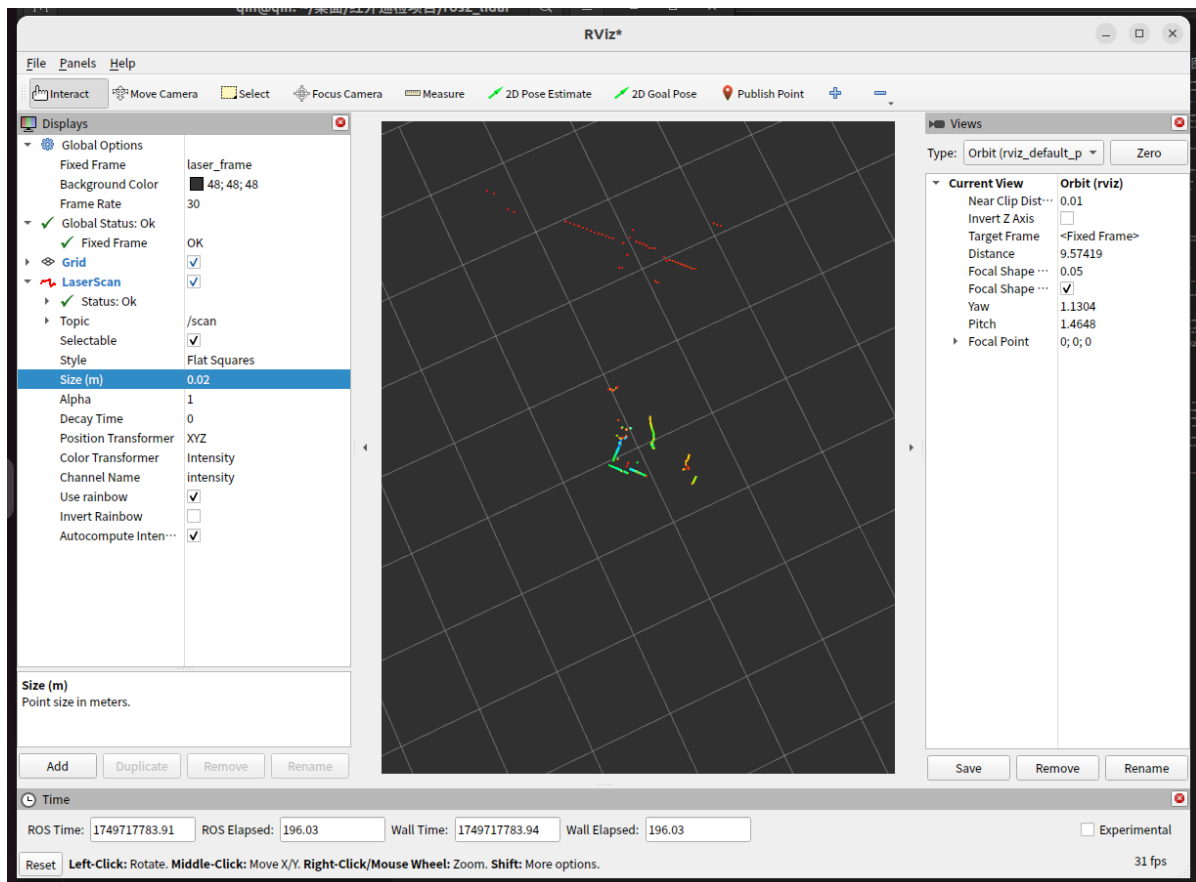 RViz*
File Panels Help
Interact Move Camera Select Focus Camera Measure 2D Pose Estimate 2D Goal Pose Publish Point
Displays
Global Options
Fixed Frame laser_frame
Background Color 48; 48; 48
Frame Rate 30
Global Status: Ok
Fixed Frame OK
Grid
LaserScan
Status: Ok
Topic /scan
Selectable
Style Flat Squares
Size (m) 0.02
Alpha 1
Decay Time 0
Position Transformer XYZ
Color Transformer Intensity
Channel Name intensity
Use rainbow
Invert Rainbow
Autocompute Inten···
Size (m)
Point size in meters.
Add Duplicate Remove Rename
Views
Type: Orbit (rviz_default_p Zero
Current View Orbit (rviz)
Near Clip Dist··· 0.01
Invert Z Axis
Target Frame <Fixed Frame>
Distance 9.57419
Focal Shape ··· 0.05
Focal Shape ···
Yaw 1.1304
Pitch 1.4648
Focal Point 0; 0; 0
Save Remove Rename
Time
ROS Time: 1749717783.91 ROS Elapsed: 196.03 Wall Time: 1749717783.94 Wall Elapsed: 196.03 Experimental
Reset Left-Click: Rotate. Middle-Click: Move X/Y. Right-Click/Mouse Wheel: Zoom. Shift: More options. 31 fps